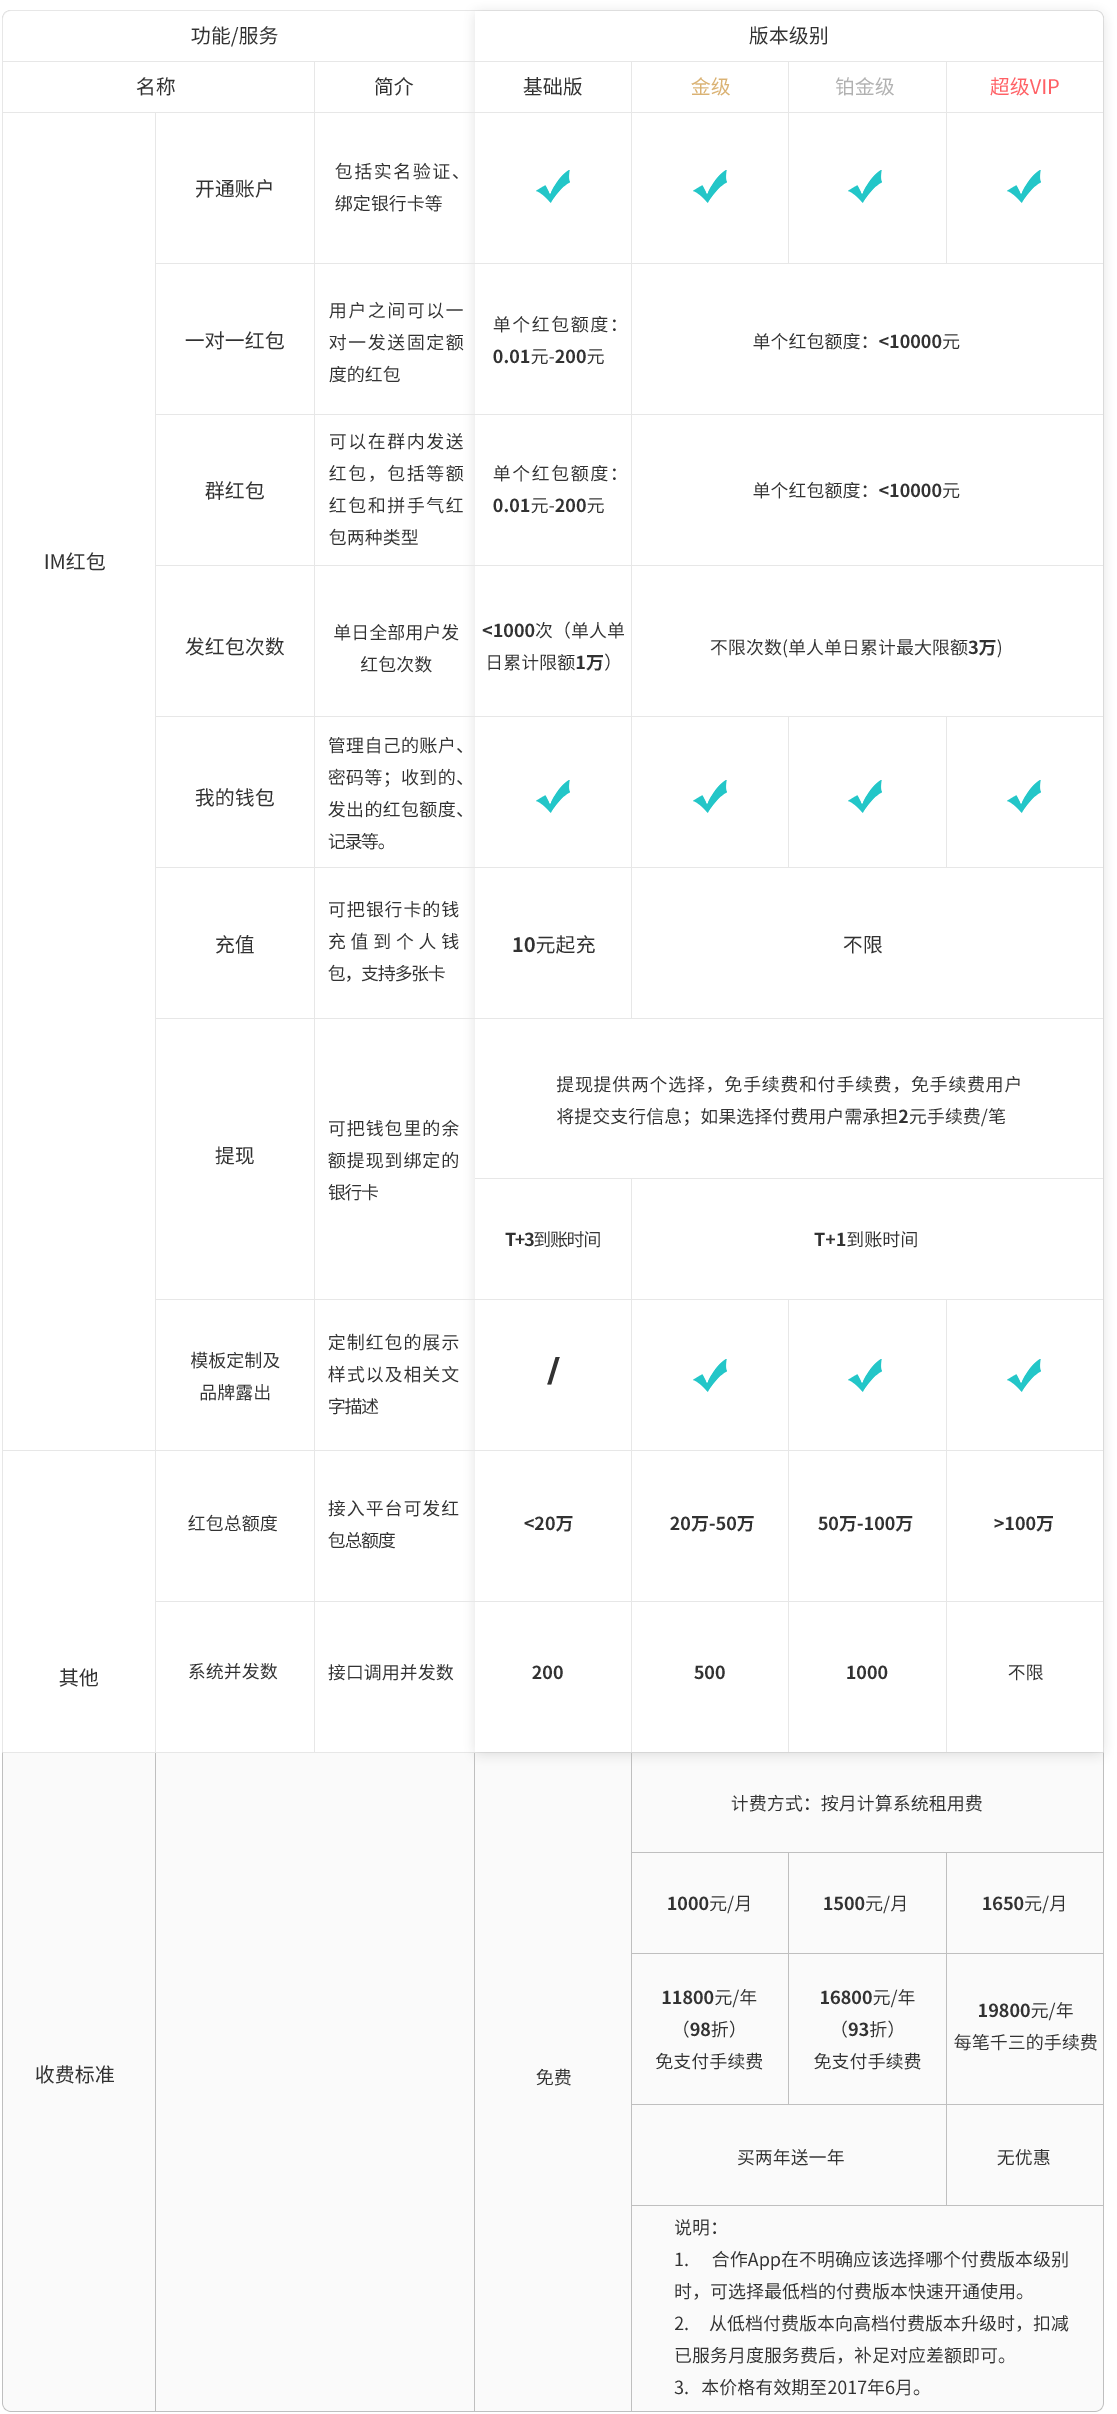 功能/服务
版本级别
名称
简介
基础版
金级
铂金级
超级VIP
IM红包
开通账户
包括实名验证、
绑定银行卡等
一对一红包
用户之间可以一
对一发送固定额
度的红包
单个红包额度：
0.01元-200元
单个红包额度：<10000元
群红包
可以在群内发送
红包，包括等额
红包和拼手气红
包两种类型
单个红包额度：
0.01元-200元
单个红包额度：<10000元
发红包次数
单日全部用户发
红包次数
<1000次（单人单
日累计限额1万）
不限次数(单人单日累计最大限额3万)
我的钱包
管理自己的账户、
密码等；收到的、
发出的红包额度、
记录等。
充值
可把银行卡的钱
充值到个人钱
包，支持多张卡
10元起充
不限
提现
可把钱包里的余
额提现到绑定的
银行卡
提现提供两个选择，免手续费和付手续费，免手续费用户
将提交支行信息；如果选择付费用户需承担2元手续费/笔
T+3到账时间
T+1到账时间
模板定制及
品牌露出
定制红包的展示
样式以及相关文
字描述
/
其他
红包总额度
接入平台可发红
包总额度
<20万
20万-50万
50万-100万
>100万
系统并发数
接口调用并发数
200
500
1000
不限
收费标准
免费
计费方式：按月计算系统租用费
1000元/月
1500元/月
1650元/月
11800元/年
（98折）
免支付手续费
16800元/年
（93折）
免支付手续费
19800元/年
每笔千三的手续费
买两年送一年
无优惠
说明：
1. 合作App在不明确应该选择哪个付费版本级别
时，可选择最低档的付费版本快速开通使用。
2. 从低档付费版本向高档付费版本升级时，扣减
已服务月度服务费后，补足对应差额即可。
3. 本价格有效期至2017年6月。